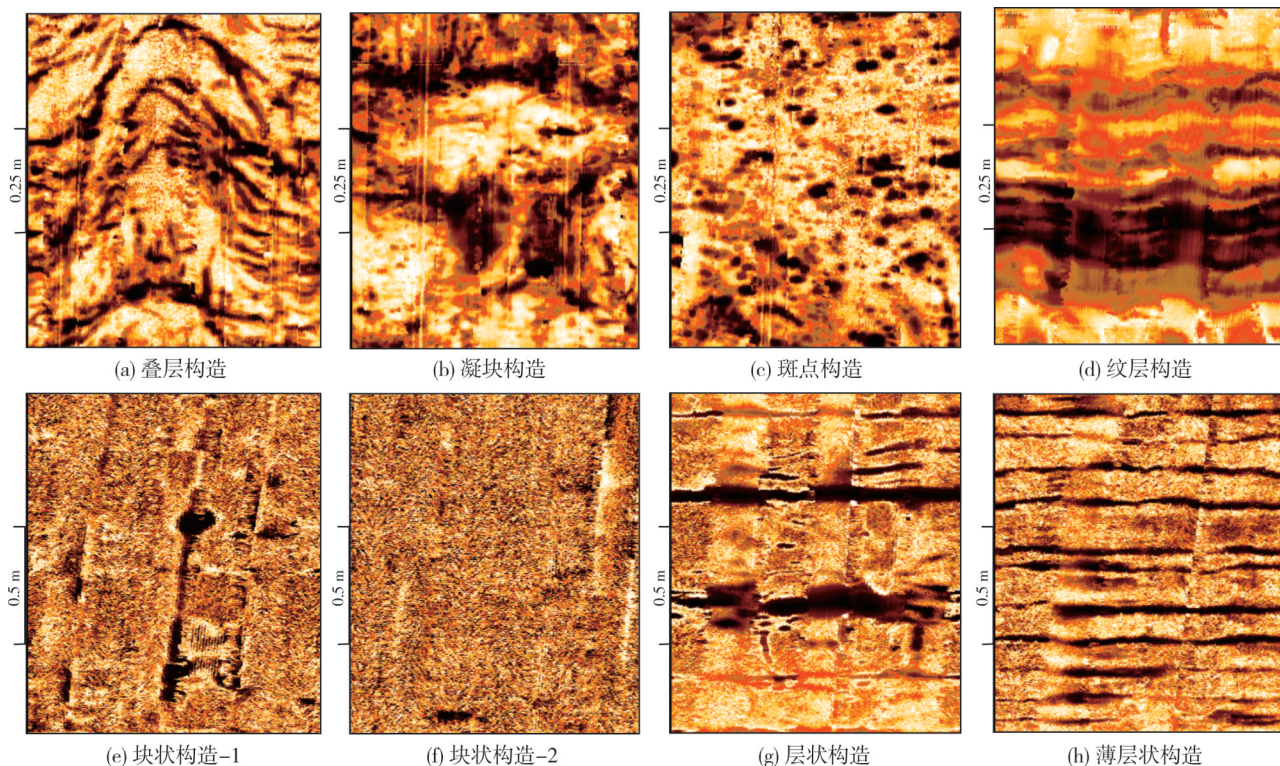 0.25 m
0.25 m
0.25 m
0.25 m
(a) 叠层构造
(b) 凝块构造
(c) 斑点构造
(d) 纹层构造
0.5 m
0.5 m
0.5 m
0.5 m
(e) 块状构造-1
(f) 块状构造-2
(g) 层状构造
(h) 薄层状构造